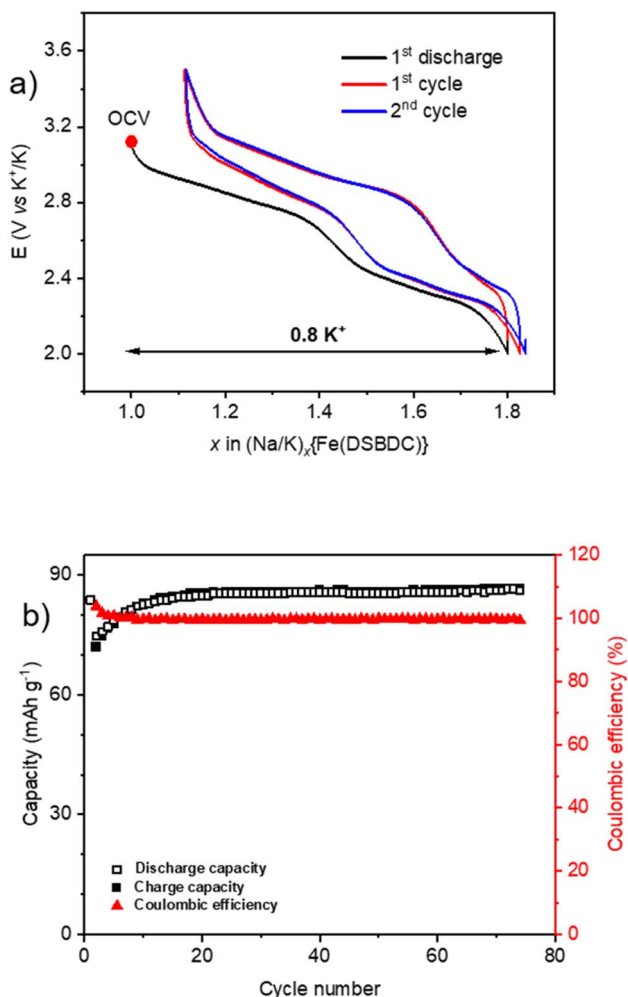 a)
1st discharge
1st cycle
2nd cycle
OCV
3.6
3.2
2.8
2.4
2.0
E (V vs K+/K)
0.8 K+
1.0 1.2 1.4 1.6 1.8
x in (Na/K)x{Fe(DSBDC)}
b)
90
60
30
0
Capacity (mAh g-1)
120
100
80
60
40
20
0
Coulombic efficiency (%)
Discharge capacity
Charge capacity
Coulombic efficiency
0 20 40 60 80
Cycle number